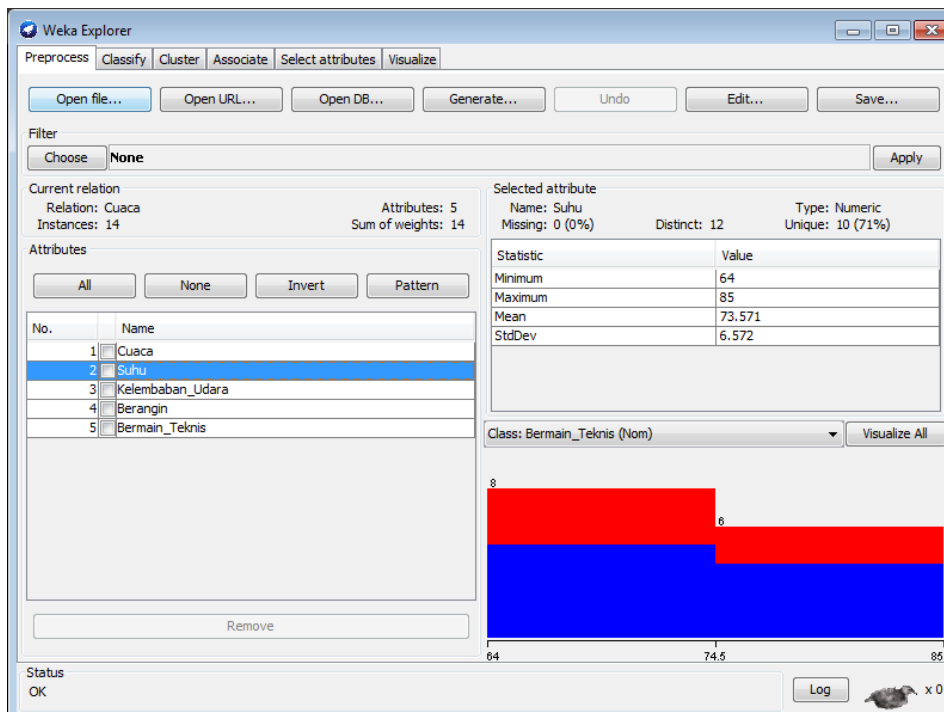 Weka Explorer
Preprocess Classify Cluster Associate Select attributes Visualize
Open file... Open URL... Open DB... Generate... Undo Edit... Save...
Filter
Choose None Apply
Current relation
Relation: Cuaca Attributes: 5
Instances: 14 Sum of weights: 14
Attributes
All None Invert Pattern
No. Name
1 Cuaca
2 Suhu
3 Kelembaban_Udara
4 Berangin
5 Bermain_Teknis
Remove
Selected attribute
Name: Suhu Type: Numeric
Missing: 0 (0%) Distinct: 12 Unique: 10 (71%)
Statistic Value
Minimum 64
Maximum 85
Mean 73.571
StdDev 6.572
Class: Bermain_Teknis (Nom) Visualize All
8
6
64 74.5 85
Status
OK
Log x 0